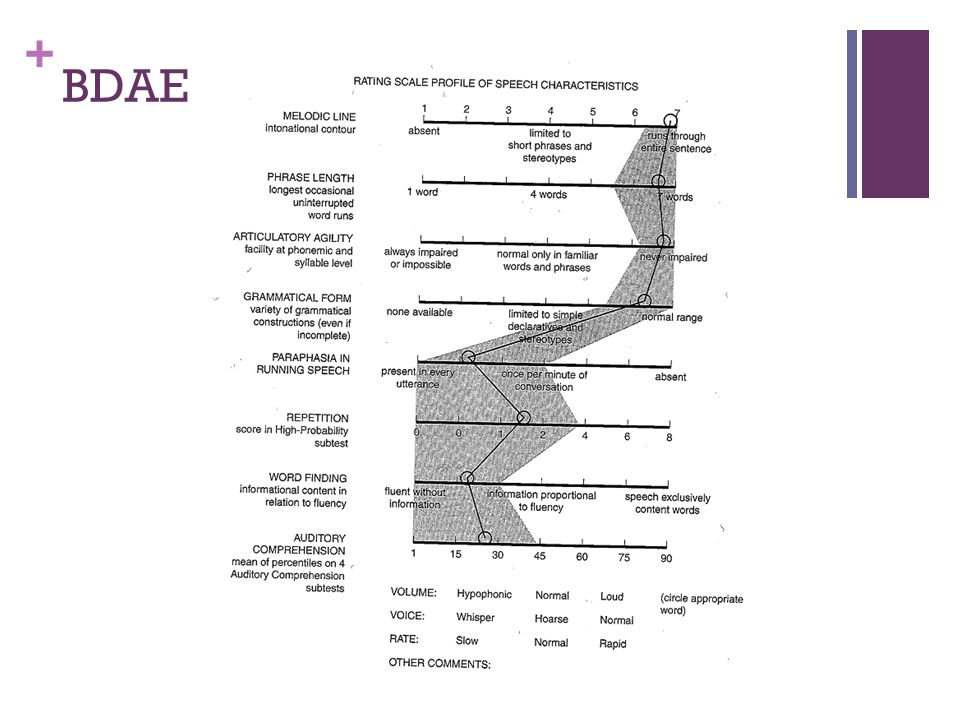 +
BDAE
RATING SCALE PROFILE OF SPEECH CHARACTERISTICS
1 2 3 4 5 6 7
MELODIC LINE
intonational contour
absent
limited to
short phrases and
stereotypes
runs through
entire sentence
PHRASE LENGTH
longest occasional
uninterrupted
word runs
1 word
4 words
7 words
ARTICULATORY AGILITY
facility at phonemic and
syllable level
always impaired
or impossible
normal only in familiar
words and phrases
never impaired
GRAMMATICAL FORM
variety of grammatical
constructions (even if
incomplete)
none available
limited to simple
declaratives and
stereotypes
normal range
PARAPHASIA IN
RUNNING SPEECH
present in every
utterance
once per minute of
conversation
absent
REPETITION
score in High-Probability
subtest
0 0 1 2 4 6 8
WORD FINDING
informational content in
relation to fluency
fluent without
information
information proportional
to fluency
speech exclusively
content words
AUDITORY
COMPREHENSION
mean of percentiles on 4
Auditory Comprehension
subtests
1 15 30 45 60 75 90
VOLUME: Hypophonic Normal Loud (circle appropriate
word)
VOICE: Whisper Hoarse Normal
RATE: Slow Normal Rapid
OTHER COMMENTS: